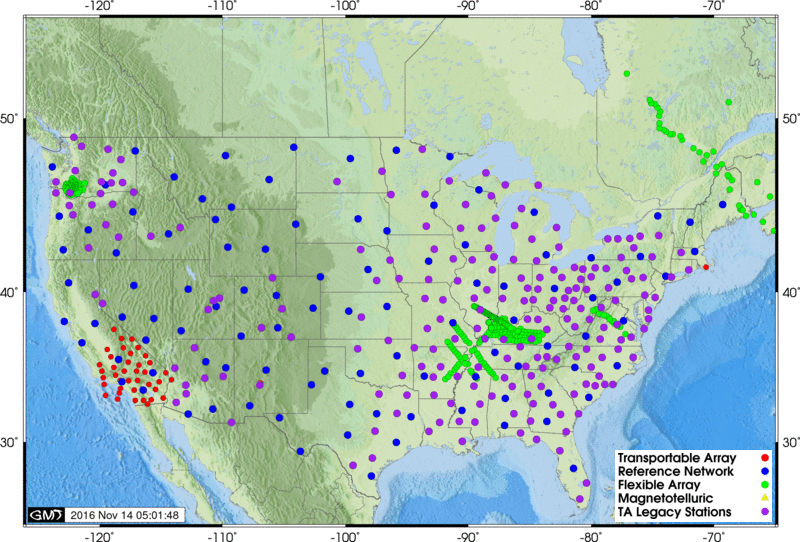 -120° -110° -100° -90° -80° -70°
50° 50°
40° 40°
30° 30°
Transportable Array
Reference Network
Flexible Array
Magnetotelluric
TA Legacy Stations
GMT 2016 Nov 14 05:01:48
-120° -110° -100° -90° -80° -70°